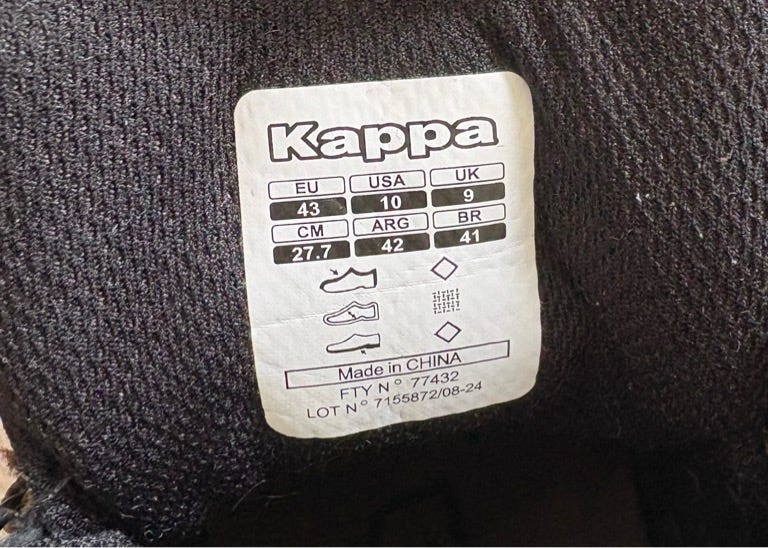 Kappa
EU USA UK
43 10 9
CM ARG BR
27.7 42 41
Made in CHINA
FTY N° 77432
LOT N° 7155872/08-24